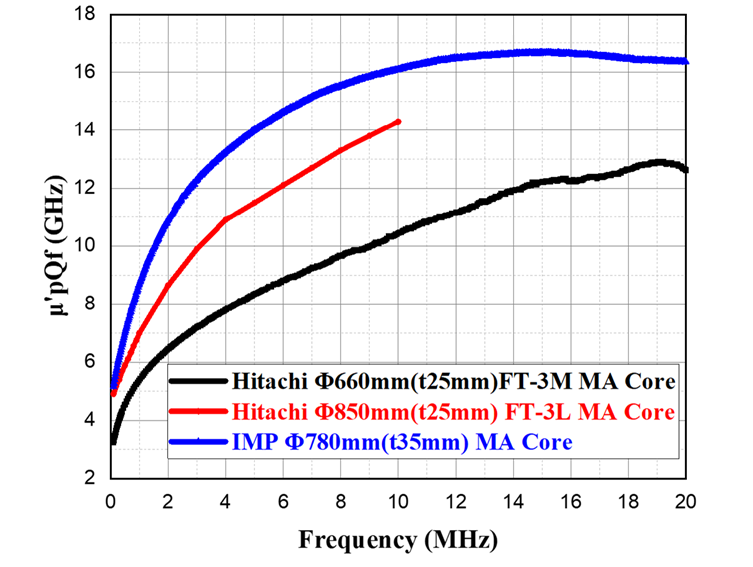 18
16
14
12
10
8
6
4
2
μ'pQf (GHz)
Hitachi Φ660mm(t25mm)FT-3M MA Core
Hitachi Φ850mm(t25mm) FT-3L MA Core
IMP Φ780mm(t35mm) MA Core
0 2 4 6 8 10 12 14 16 18 20
Frequency (MHz)